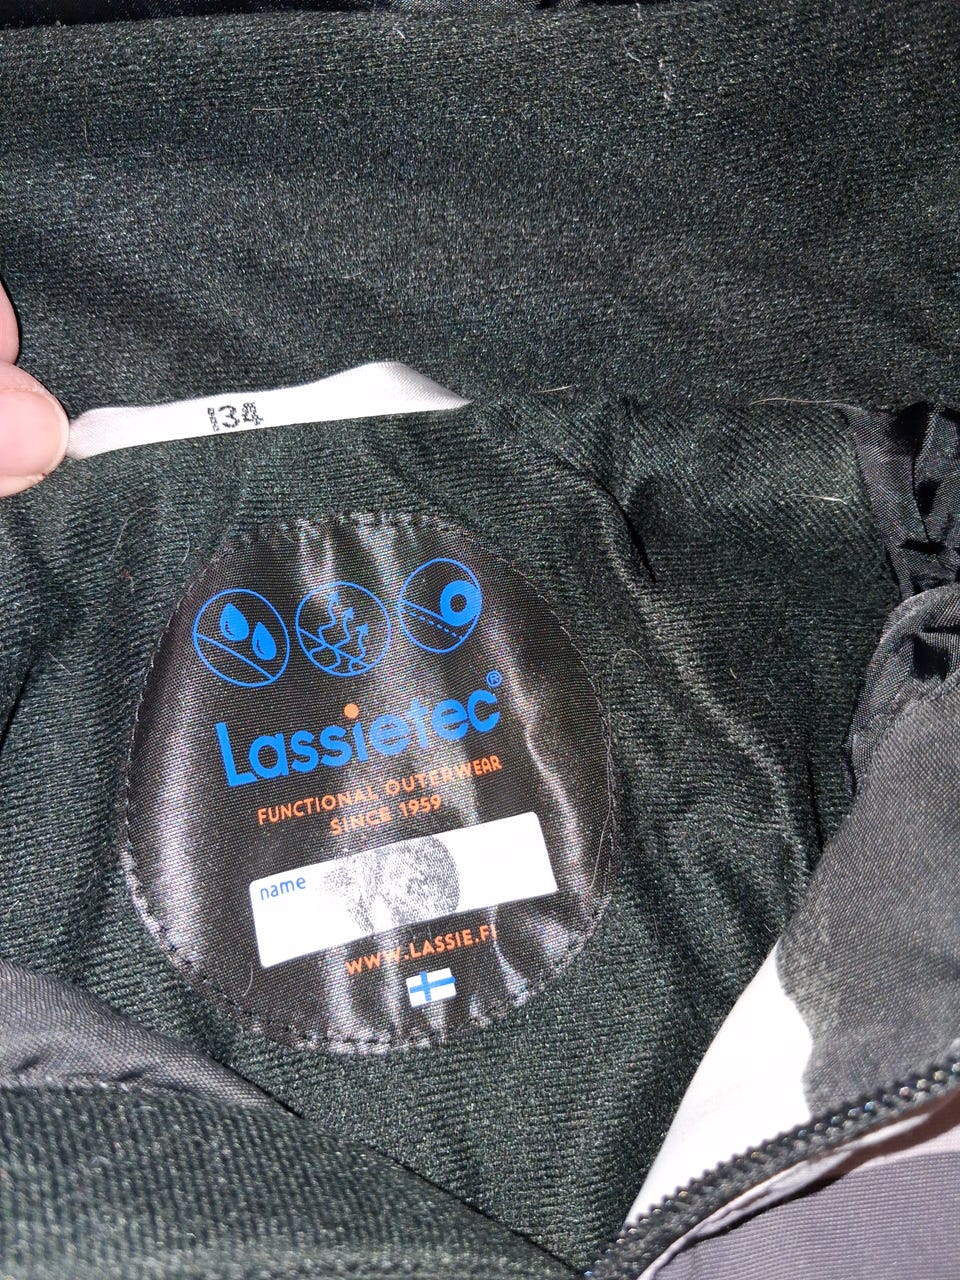 134
Lassietec®
FUNCTIONAL OUTERWEAR
SINCE 1959
name
WWW.LASSIE.FI